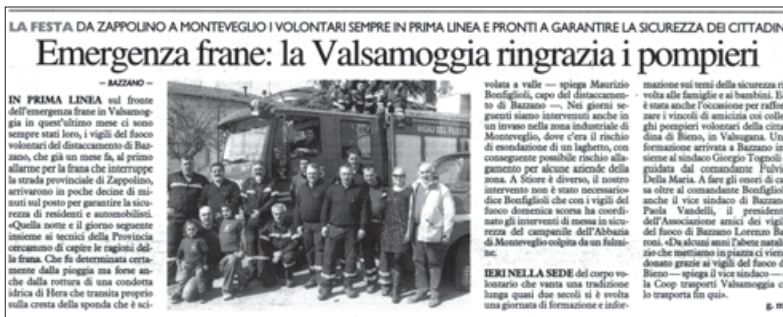 LA FESTA DA ZAPPOLINO A MONTEVEGLIO I VOLONTARI SEMPRE IN PRIMA LINEA E PRONTI A GARANTIRE LA SICUREZZA DEI CITTADIN
Emergenza frane: la Valsamoggia ringrazia i pompieri
— BAZZANO —
IN PRIMA LINEA sul fronte
dell'emergenza frane in Valsamog-
gia in quest'ultimo mese ci sono
sempre stati loro, i vigili del fuoco
volontari del distaccamento di Baz-
zano, che già un mese fa, al primo
allarme per la frana che interruppe
la strada provinciale di Zappolino,
arrivarono in poche decine di mi-
nuti sul posto per garantire la sicu-
rezza di residenti e automobilisti.
«Quella notte e il giorno seguente
insieme ai tecnici della Provincia
cercammo di capire le ragioni del-
la frana. Che fu determinata certa-
mente dalla pioggia ma forse an-
che dalla rottura di una condotta
idrica di Hera che transita proprio
sulla cresta della sponda che è sci-
VIGILI DEL FUOCO
volata a valle — spiega Maurizio
Bonfiglioli, capo del distaccamen-
to di Bazzano —. Nei giorni se-
guenti siamo intervenuti anche in
un invaso nella zona industriale di
Monteveglio, dove c'era il rischio
di esondazione di un laghetto, con
conseguente possibile rischio alla-
gamento per alcune aziende della
zona. A Stiore è diverso, il nostro
intervento non è stato necessario»
dice Bonfiglioli che con i vigili del
fuoco domenica scorsa ha coordi-
nato gli interventi di messa in sicu-
rezza del campanile dell'Abbazia
di Monteveglio colpita da un fulmi-
ne.
IERI NELLA SEDE del corpo vo-
lontario che vanta una tradizione
lunga quasi due secoli si è svolta
una giornata di formazione e infor-
mazione sui temi della sicurezza ri
volta alle famiglie e ai bambini. Ed
è stata anche l'occasione per raffor
zare i vincoli di amicizia coi colle
ghi pompieri volontari della citta
dina di Bieno, in Valsugana. Una
formazione arrivata a Bazzano in
sieme al sindaco Giorgio Tognoli
guidata dal comandante Fulvio
Della Maria. A fare gli onori di ca
sa oltre al comandante Bonfiglioli
anche il vice sindaco di Bazzano
Paola Vandelli, il president
dell'Associazione amici dei vigili
del fuoco di Bazzano Lorenzo Ba
roni. «Da alcuni anni l'abete natali
zio che mettiamo in piazza ci viene
donato grazie ai vigili del fuoco di
Bieno — spiega il vice sindaco —
la Coop trasporti Valsamoggia c
lo trasporta fin qui».
g. m